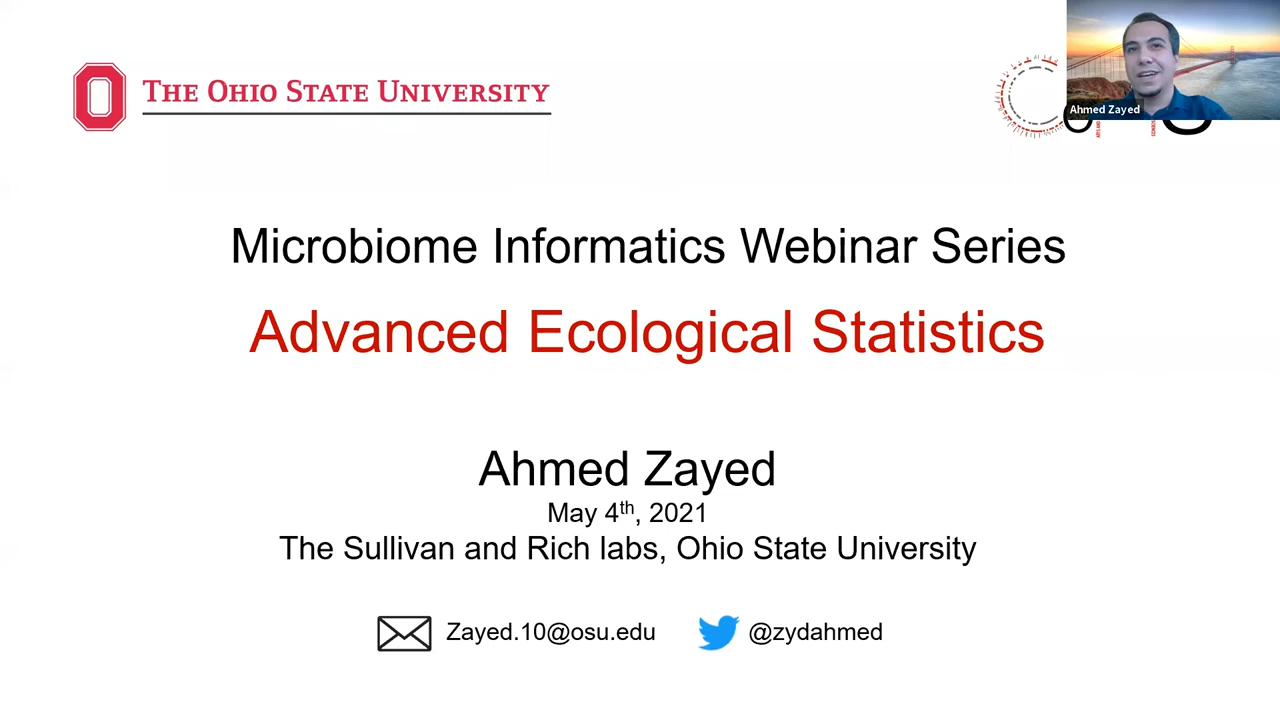 THE OHIO STATE UNIVERSITY
Ahmed Zayed
Microbiome Informatics Webinar Series
Advanced Ecological Statistics
Ahmed Zayed
May 4th, 2021
The Sullivan and Rich labs, Ohio State University
Zayed.10@osu.edu
@zydahmed